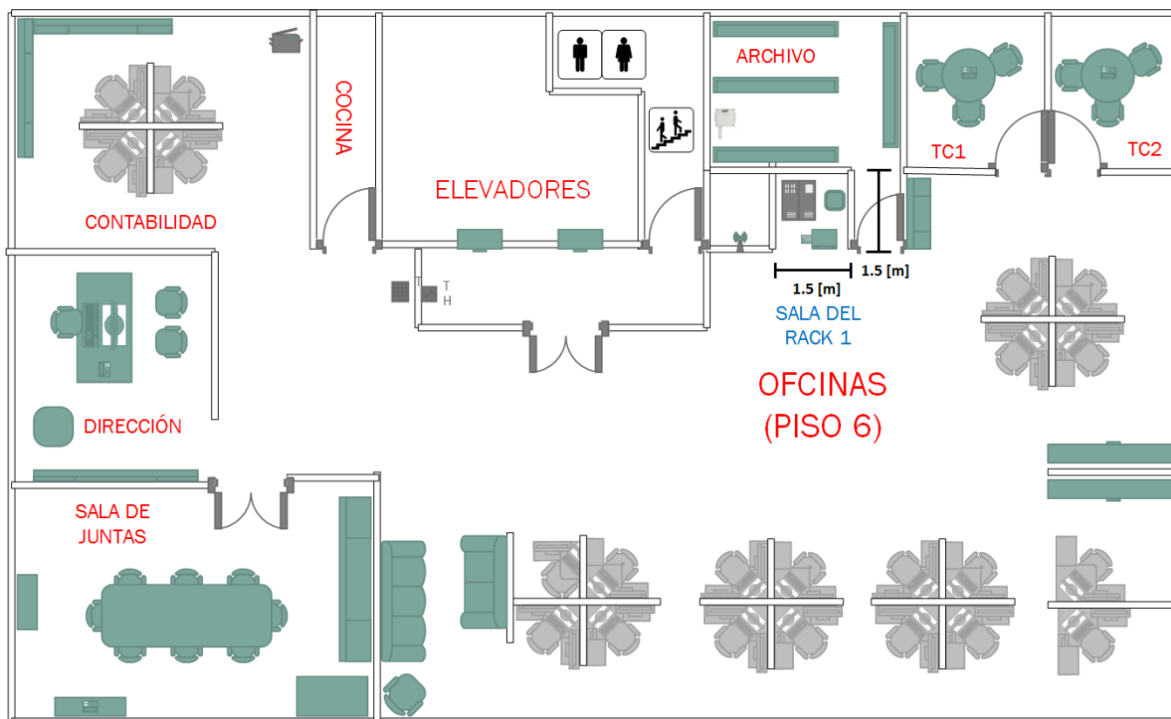 ARCHIVO
COCINA
TC1
TC2
ELEVADORES
CONTABILIDAD
T
T
H
1.5 [m]
1.5 [m]
SALA DEL
RACK 1
OFCINAS
(PISO 6)
DIRECCIÓN
SALA DE
JUNTAS